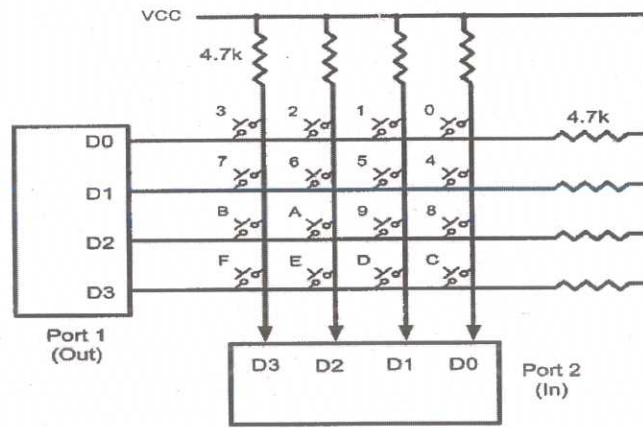 VCC
4.7k
3 2 1 0
4.7k
D0
7 6 5 4
D1
B A 9 8
D2
F E D C
D3
Port 1
(Out)
D3 D2 D1 D0
Port 2
(In)